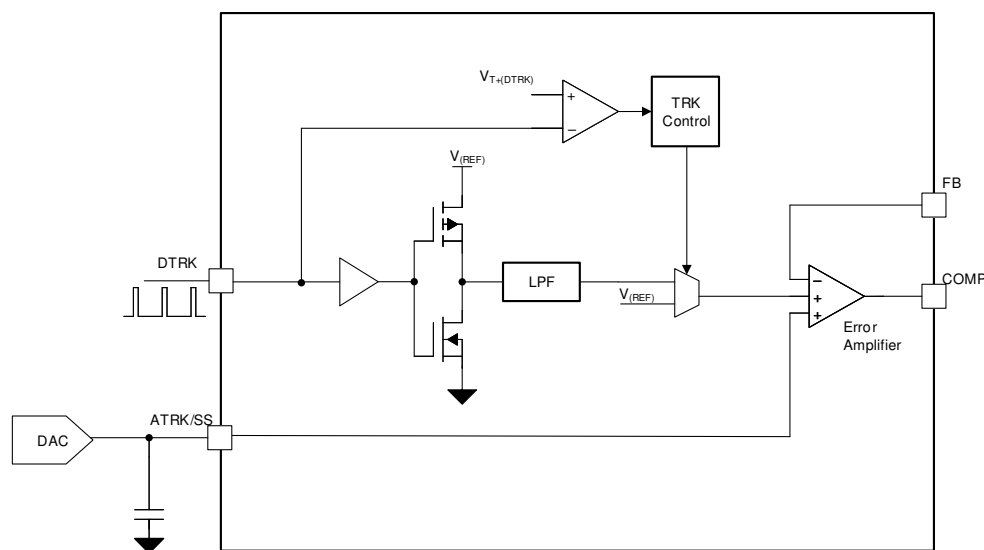 V_T+(DTRK)
+
−
TRK
Control
V_(REF)
FB
DTRK
LPF
V_(REF)
−
+
+
COMP
Error
Amplifier
ATRK/SS
DAC